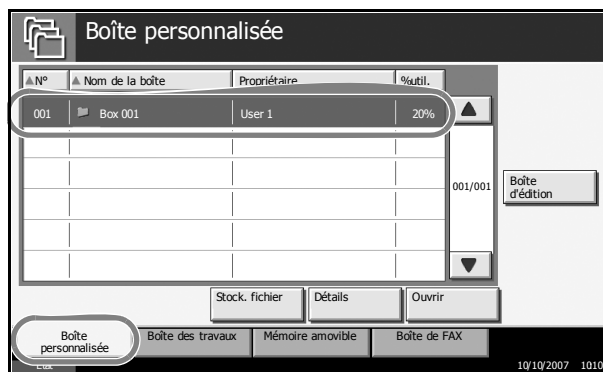 Boîte personnalisée
N° Nom de la boîte Propriétaire %util.
001 Box 001 User 1 20%
001/001
Boîte
d'édition
Stock. fichier Détails Ouvrir
Boîte
personnalisée
Boîte des travaux Mémoire amovible Boîte de FAX
10/10/2007 1010